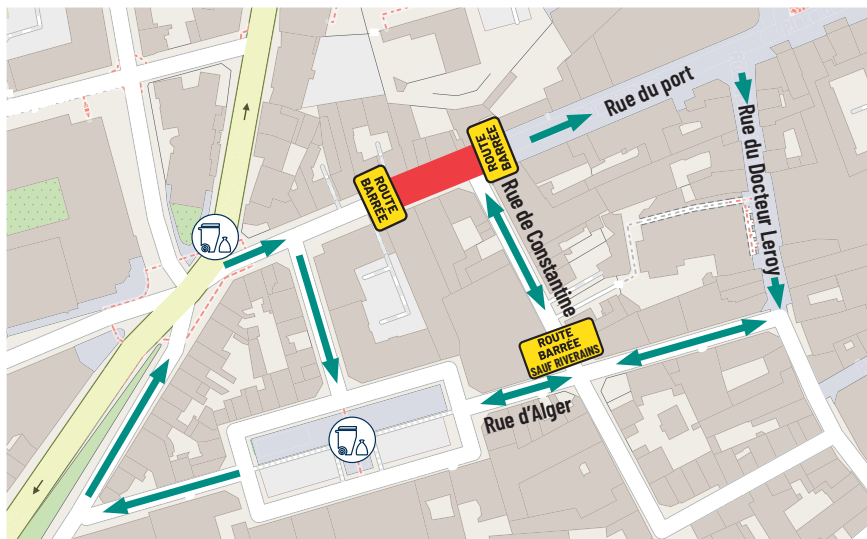 Rue du port
ROUTE
BARRÉE
ROUTE
BARRÉE
Rue du Docteur Leroy
Rue de Constantine
ROUTE
BARRÉE
SAUF RIVERAINS
Rue d'Alger